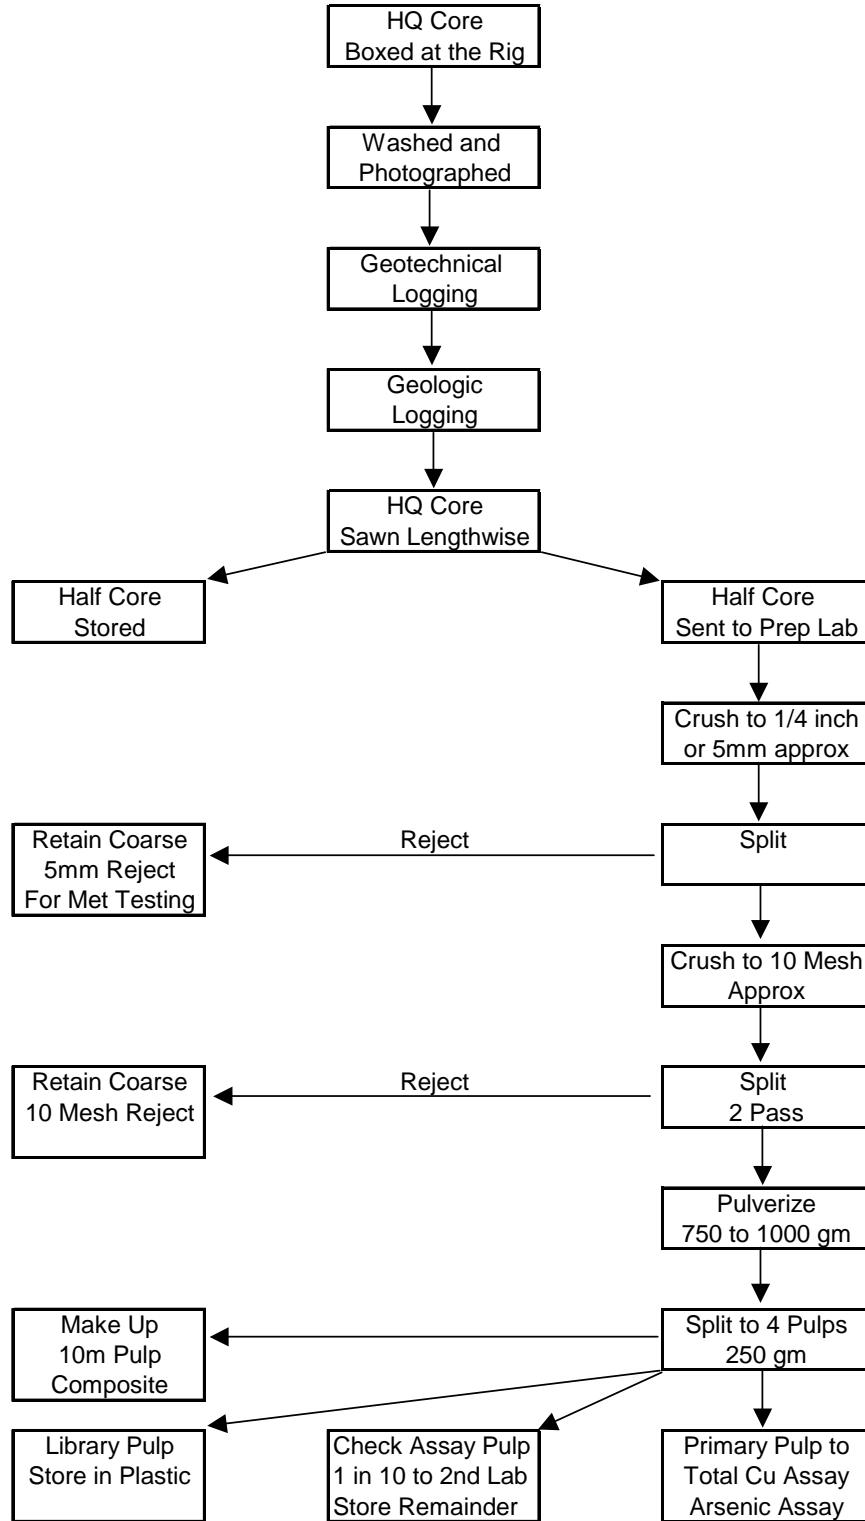 HQ Core
Boxed at the Rig
Washed and
Photographed
Geotechnical
Logging
Geologic
Logging
HQ Core
Sawn Lengthwise
Half Core
Stored
Half Core
Sent to Prep Lab
Crush to 1/4 inch
or 5mm approx
Retain Coarse
5mm Reject
For Met Testing
Reject
Split
Crush to 10 Mesh
Approx
Retain Coarse
10 Mesh Reject
Reject
Split
2 Pass
Pulverize
750 to 1000 gm
Make Up
10m Pulp
Composite
Split to 4 Pulps
250 gm
Library Pulp
Store in Plastic
Check Assay Pulp
1 in 10 to 2nd Lab
Store Remainder
Primary Pulp to
Total Cu Assay
Arsenic Assay